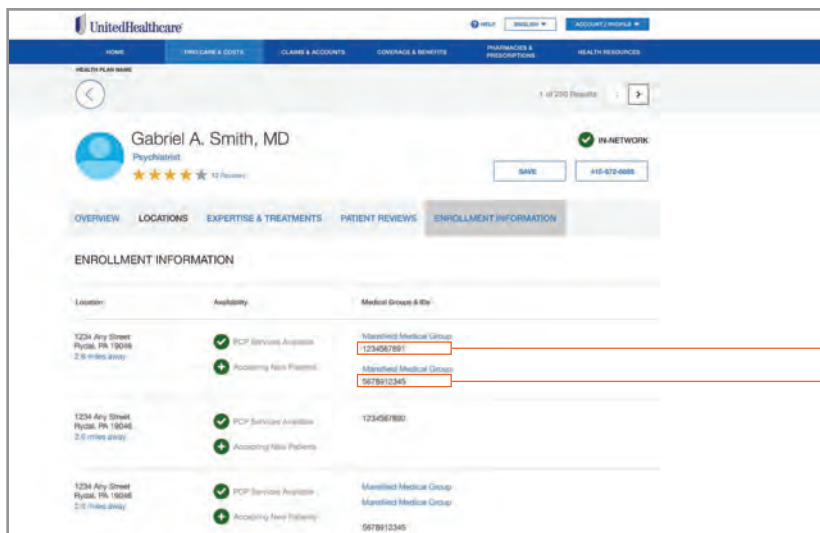 UnitedHealthcare
HELP ENGLISH ACCOUNT / PROFILE
HOME FIND CARE & COSTS CLAIMS & ACCOUNTS COVERAGE & BENEFITS PHARMACIES & PRESCRIPTIONS HEALTH RESOURCES
HEALTH PLAN NAME
1 of 250 Results
Gabriel A. Smith, MD
IN-NETWORK
Psychiatrist
12 Reviews
SAVE
OVERVIEW LOCATIONS EXPERTISE & TREATMENTS PATIENT REVIEWS ENROLLMENT INFORMATION
ENROLLMENT INFORMATION
Location Availability Medical Groups & IDs
1234 Any Street
Rydal, PA 19046
2.6 miles away
PCP Services Available
Accepting New Patients
Mansfield Medical Group
1234567891
Mansfield Medical Group
5678912345
1234 Any Street
Rydal, PA 19046
2.6 miles away
PCP Services Available
Accepting New Patients
1234567890
1234 Any Street
Rydal, PA 19046
2.6 miles away
PCP Services Available
Accepting New Patients
Mansfield Medical Group
Mansfield Medical Group
5678912345